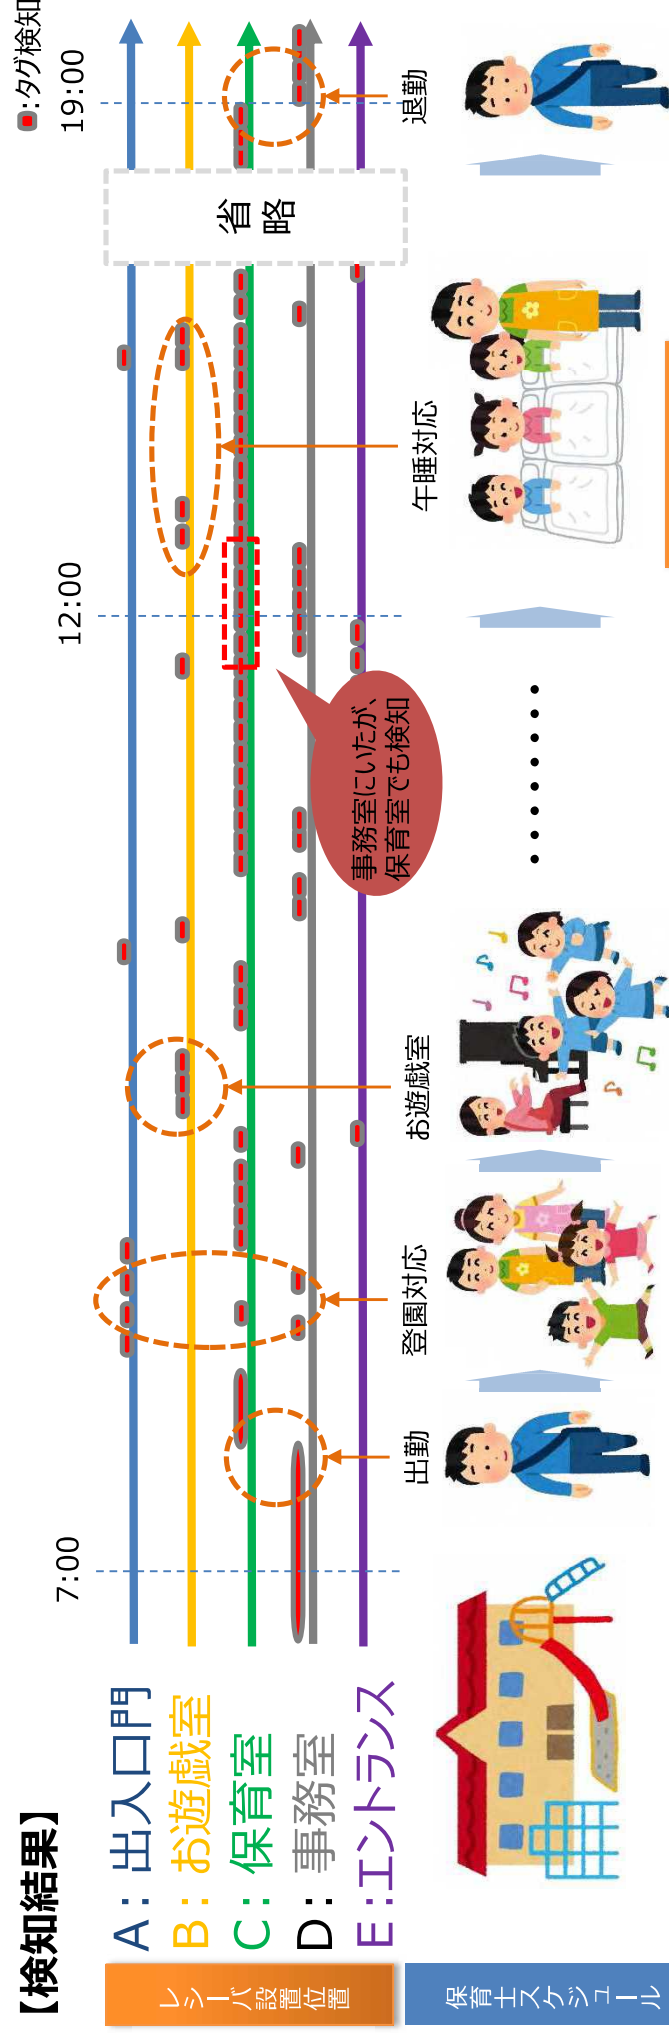 【検知結果】
:タグ検知
7:00
12:00
19:00
レシーバ設置位置
A:出入口門
B:お遊戯室
C:保育室
D:事務室
E:エントランス
省
略
事務室にいたが、
保育室でも検知
保育士スケジュール
出勤
登園対応
お遊戯室
・・・・・・・・
午睡対応
退勤